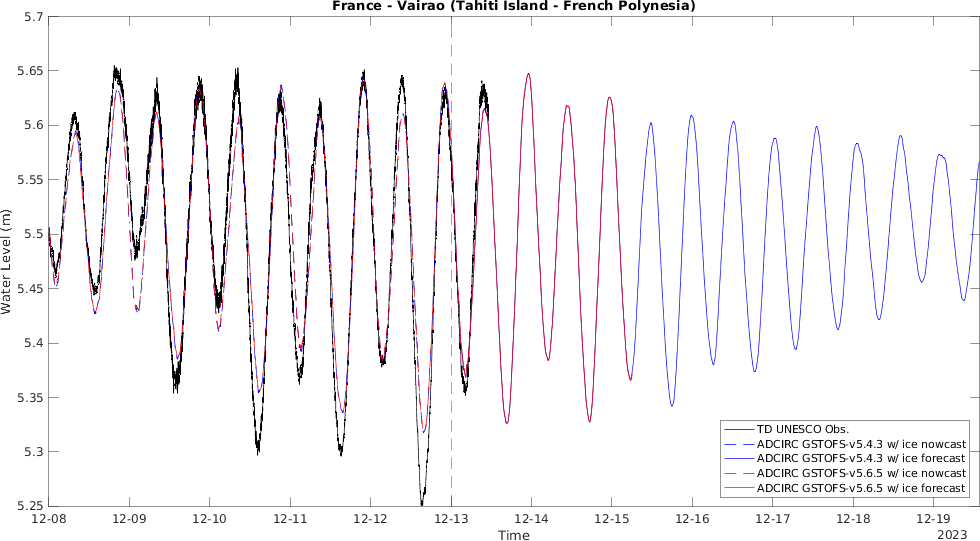 France - Vairao (Tahiti Island - French Polynesia)
5.7
5.65
5.6
5.55
5.5
5.45
5.4
5.35
5.3
5.25
Water Level (m)
TD UNESCO Obs.
ADCIRC GSTOFS-v5.4.3 w/ ice nowcast
ADCIRC GSTOFS-v5.4.3 w/ ice forecast
ADCIRC GSTOFS-v5.6.5 w/ ice nowcast
ADCIRC GSTOFS-v5.6.5 w/ ice forecast
12-08 12-09 12-10 12-11 12-12 12-13 12-14 12-15 12-16 12-17 12-18 12-19
Time
2023